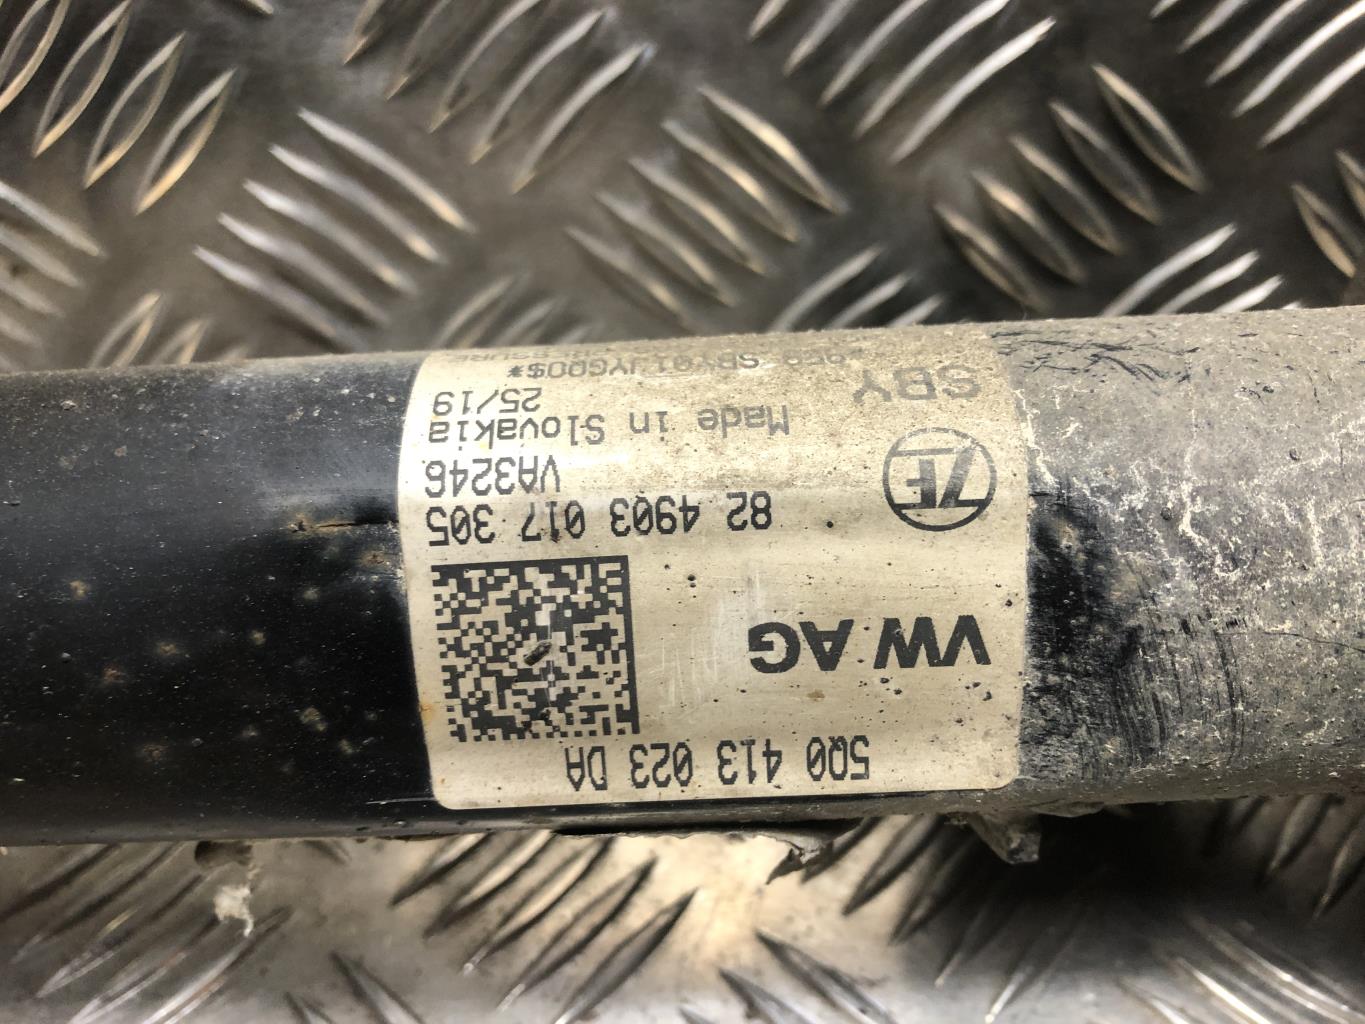 5Q0 413 023 DA
VW AG
82 4903 017 305
VA3246
ZF
Made in Slovakia
25/19
SBY